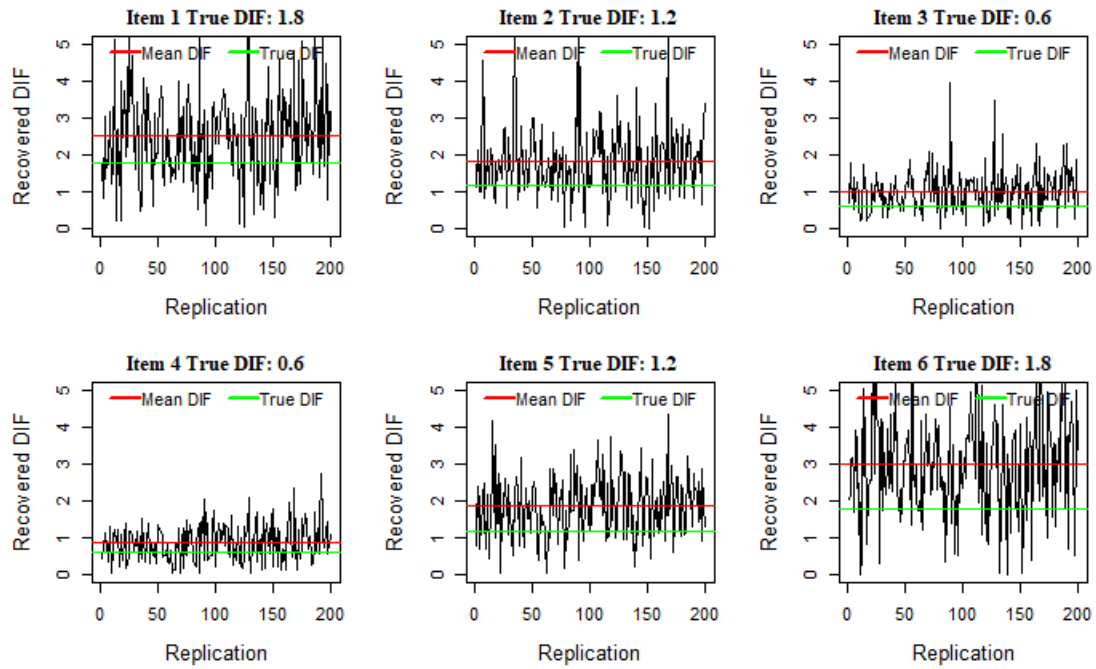 Item 1 True DIF: 1.8
Mean DIF True DIF
Recovered DIF
0 1 2 3 4 5
0 50 100 150 200
Replication
Item 2 True DIF: 1.2
Mean DIF True DIF
Recovered DIF
0 1 2 3 4 5
0 50 100 150 200
Replication
Item 3 True DIF: 0.6
Mean DIF True DIF
Recovered DIF
0 1 2 3 4 5
0 50 100 150 200
Replication
Item 4 True DIF: 0.6
Mean DIF True DIF
Recovered DIF
0 1 2 3 4 5
0 50 100 150 200
Replication
Item 5 True DIF: 1.2
Mean DIF True DIF
Recovered DIF
0 1 2 3 4 5
0 50 100 150 200
Replication
Item 6 True DIF: 1.8
Mean DIF True DIF
Recovered DIF
0 1 2 3 4 5
0 50 100 150 200
Replication